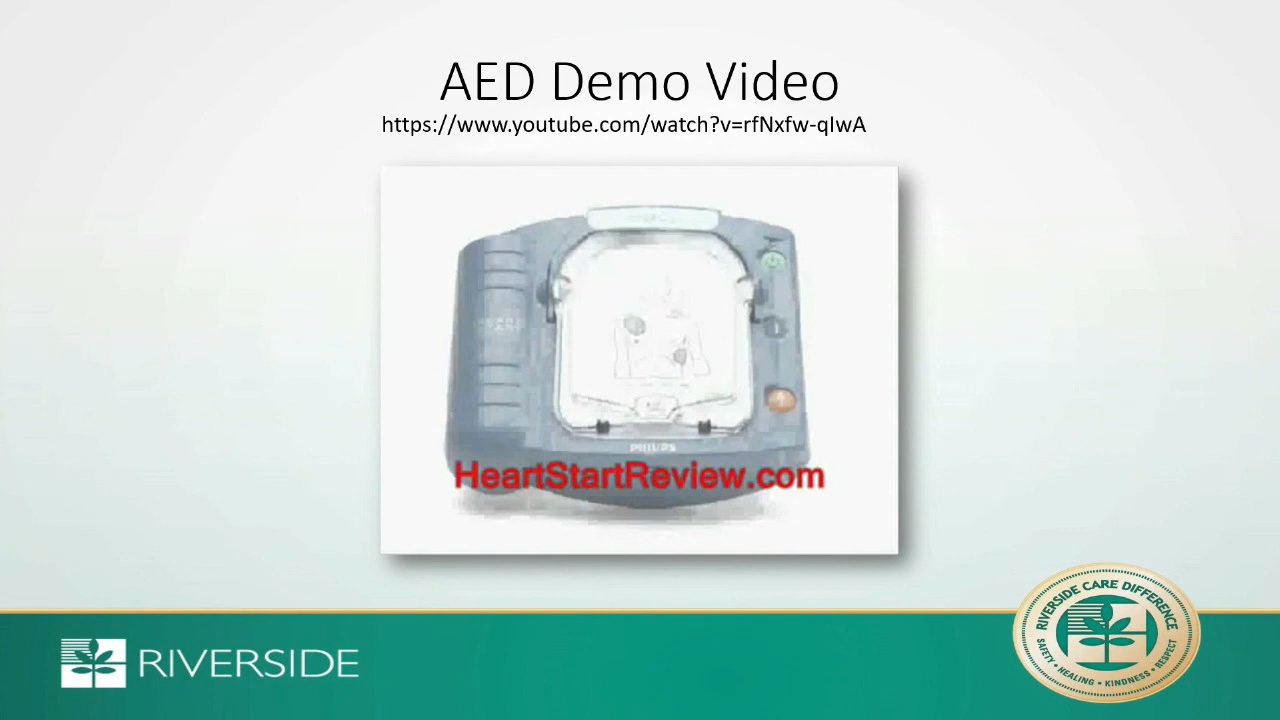 AED Demo Video
https://www.youtube.com/watch?v=rfNxfw-qIwA
PHILIPS
HeartStartReview.com
RIVERSIDE
RIVERSIDE CARE DIFFERENCE
SAFETY • HEALING • KINDNESS • RESPECT